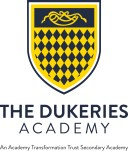 THE DUKERIES
ACADEMY
An Academy Transformation Trust Secondary Academy